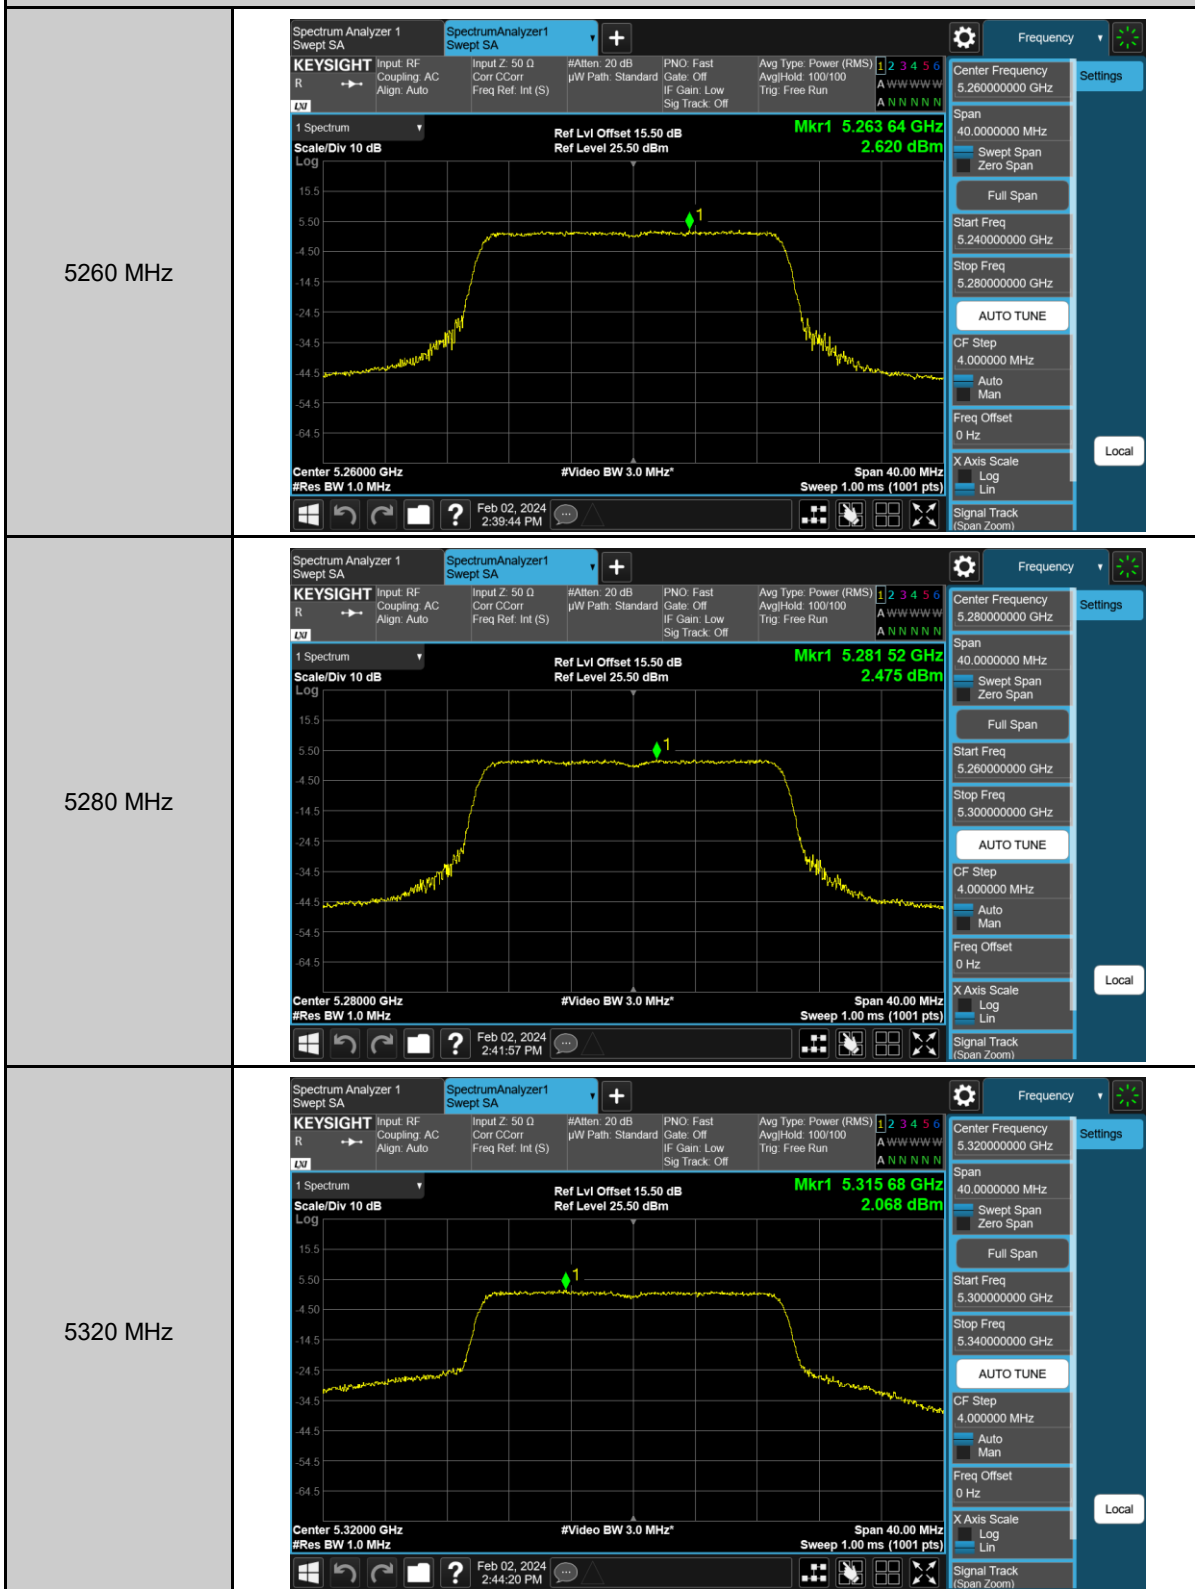 5260 MHz
Spectrum Analyzer 1
Swept SA
SpectrumAnalyzer1
Swept SA
Frequency
KEYSIGHT
R
LXI
Input: RF
Coupling: AC
Align: Auto
Input Z: 50 Ω
Corr CCorr
Freq Ref: Int (S)
#Atten: 20 dB
µW Path: Standard
PNO: Fast
Gate: Off
IF Gain: Low
Sig Track: Off
Avg Type: Power (RMS)
Avg|Hold: 100/100
Trig: Free Run
1 2 3 4 5 6
A W W W W W
A N N N N N
1 Spectrum
Scale/Div 10 dB
Log
Ref Lvl Offset 15.50 dB
Ref Level 25.50 dBm
Mkr1 5.263 64 GHz
2.620 dBm
1
15.5
5.50
-4.50
-14.5
-24.5
-34.5
-44.5
-54.5
-64.5
Center 5.26000 GHz
#Res BW 1.0 MHz
#Video BW 3.0 MHz*
Span 40.00 MHz
Sweep 1.00 ms (1001 pts)
Feb 02, 2024
2:39:44 PM
Center Frequency
5.260000000 GHz
Settings
Span
40.0000000 MHz
Swept Span
Zero Span
Full Span
Start Freq
5.240000000 GHz
Stop Freq
5.280000000 GHz
AUTO TUNE
CF Step
4.000000 MHz
Auto
Man
Freq Offset
0 Hz
Local
X Axis Scale
Log
Lin
Signal Track
(Span Zoom)
5280 MHz
Spectrum Analyzer 1
Swept SA
SpectrumAnalyzer1
Swept SA
Frequency
KEYSIGHT
R
LXI
Input: RF
Coupling: AC
Align: Auto
Input Z: 50 Ω
Corr CCorr
Freq Ref: Int (S)
#Atten: 20 dB
µW Path: Standard
PNO: Fast
Gate: Off
IF Gain: Low
Sig Track: Off
Avg Type: Power (RMS)
Avg|Hold: 100/100
Trig: Free Run
1 2 3 4 5 6
A W W W W W
A N N N N N
1 Spectrum
Scale/Div 10 dB
Log
Ref Lvl Offset 15.50 dB
Ref Level 25.50 dBm
Mkr1 5.281 52 GHz
2.475 dBm
1
15.5
5.50
-4.50
-14.5
-24.5
-34.5
-44.5
-54.5
-64.5
Center 5.28000 GHz
#Res BW 1.0 MHz
#Video BW 3.0 MHz*
Span 40.00 MHz
Sweep 1.00 ms (1001 pts)
Feb 02, 2024
2:41:57 PM
Center Frequency
5.280000000 GHz
Settings
Span
40.0000000 MHz
Swept Span
Zero Span
Full Span
Start Freq
5.260000000 GHz
Stop Freq
5.300000000 GHz
AUTO TUNE
CF Step
4.000000 MHz
Auto
Man
Freq Offset
0 Hz
Local
X Axis Scale
Log
Lin
Signal Track
(Span Zoom)
5320 MHz
Spectrum Analyzer 1
Swept SA
SpectrumAnalyzer1
Swept SA
Frequency
KEYSIGHT
R
LXI
Input: RF
Coupling: AC
Align: Auto
Input Z: 50 Ω
Corr CCorr
Freq Ref: Int (S)
#Atten: 20 dB
µW Path: Standard
PNO: Fast
Gate: Off
IF Gain: Low
Sig Track: Off
Avg Type: Power (RMS)
Avg|Hold: 100/100
Trig: Free Run
1 2 3 4 5 6
A W W W W W
A N N N N N
1 Spectrum
Scale/Div 10 dB
Log
Ref Lvl Offset 15.50 dB
Ref Level 25.50 dBm
Mkr1 5.315 68 GHz
2.068 dBm
1
15.5
5.50
-4.50
-14.5
-24.5
-34.5
-44.5
-54.5
-64.5
Center 5.32000 GHz
#Res BW 1.0 MHz
#Video BW 3.0 MHz*
Span 40.00 MHz
Sweep 1.00 ms (1001 pts)
Feb 02, 2024
2:44:20 PM
Center Frequency
5.320000000 GHz
Settings
Span
40.0000000 MHz
Swept Span
Zero Span
Full Span
Start Freq
5.300000000 GHz
Stop Freq
5.340000000 GHz
AUTO TUNE
CF Step
4.000000 MHz
Auto
Man
Freq Offset
0 Hz
Local
X Axis Scale
Log
Lin
Signal Track
(Span Zoom)